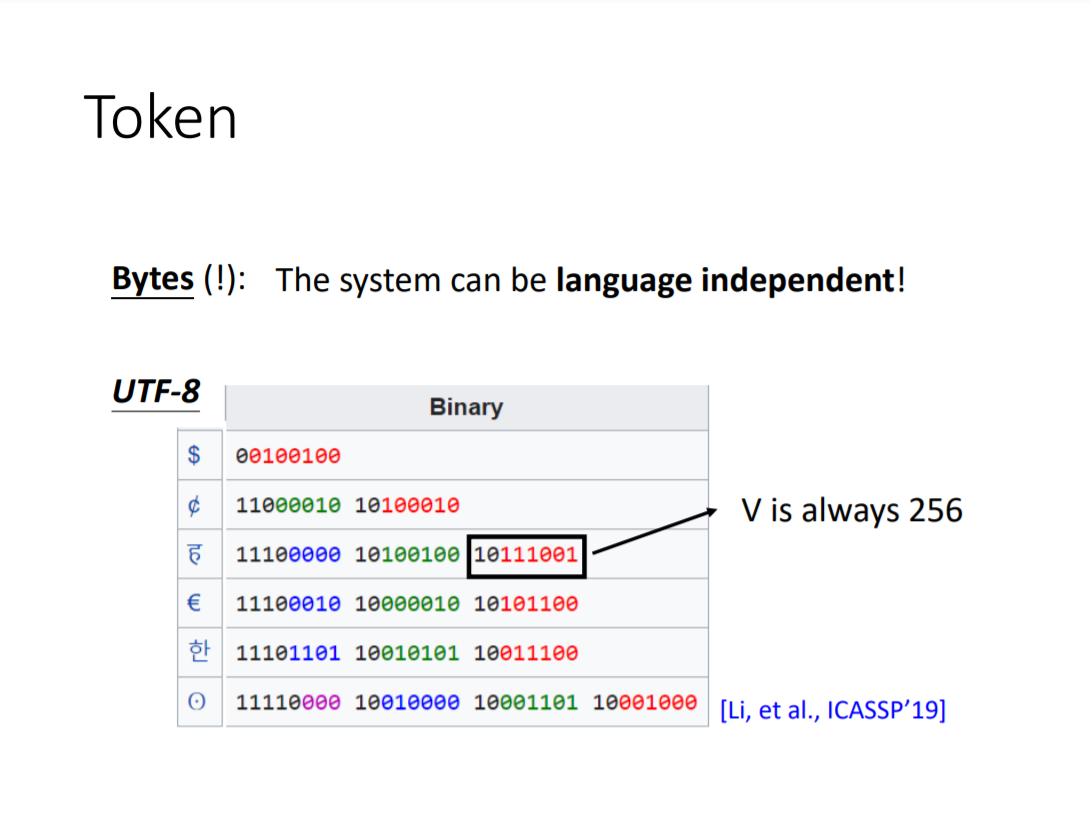 Token
Bytes (!): The system can be language independent!
UTF-8
Binary
$ 00100100
¢ 11000010 10100010
ह 11100000 10100100 10111001
€ 11100010 10000010 10101100
한 11101101 10010101 10011100
𐍈 11110000 10010000 10001101 10001000
V is always 256
[Li, et al., ICASSP’19]